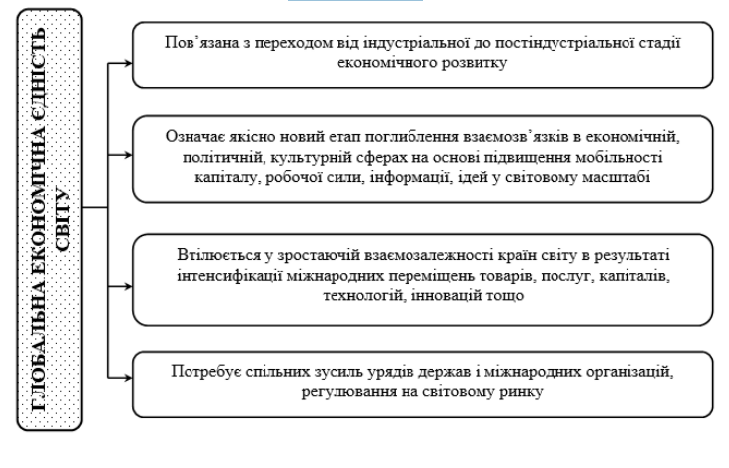 ГЛОБАЛЬНА ЕКОНОМІЧНА ЄДНІСТЬ
СВІТУ
Пов’язана з переходом від індустріальної до постіндустріальної стадії
економічного розвитку
Означає якісно новий етап поглиблення взаємозв’язків в економічній,
політичній, культурній сферах на основі підвищення мобільності
капіталу, робочої сили, інформації, ідей у світовому масштабі
Втілюється у зростаючій взаємозалежності країн світу в результаті
інтенсифікації міжнародних переміщень товарів, послуг, капіталів,
технологій, інновацій тощо
Потребує спільних зусиль урядів держав і міжнародних організацій,
регулювання на світовому ринку